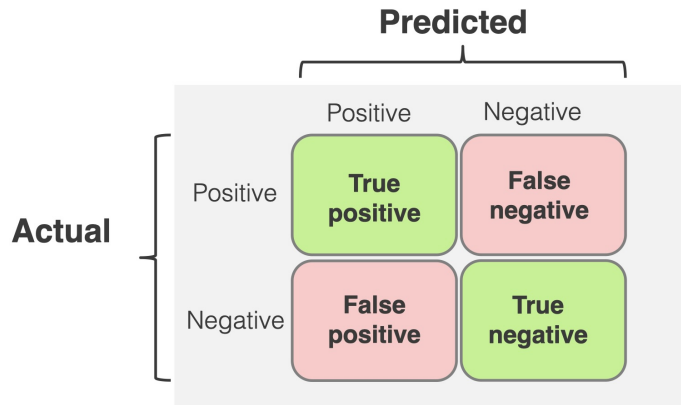 Predicted
Positive Negative
Positive
True
positive
False
negative
Actual
Negative
False
positive
True
negative